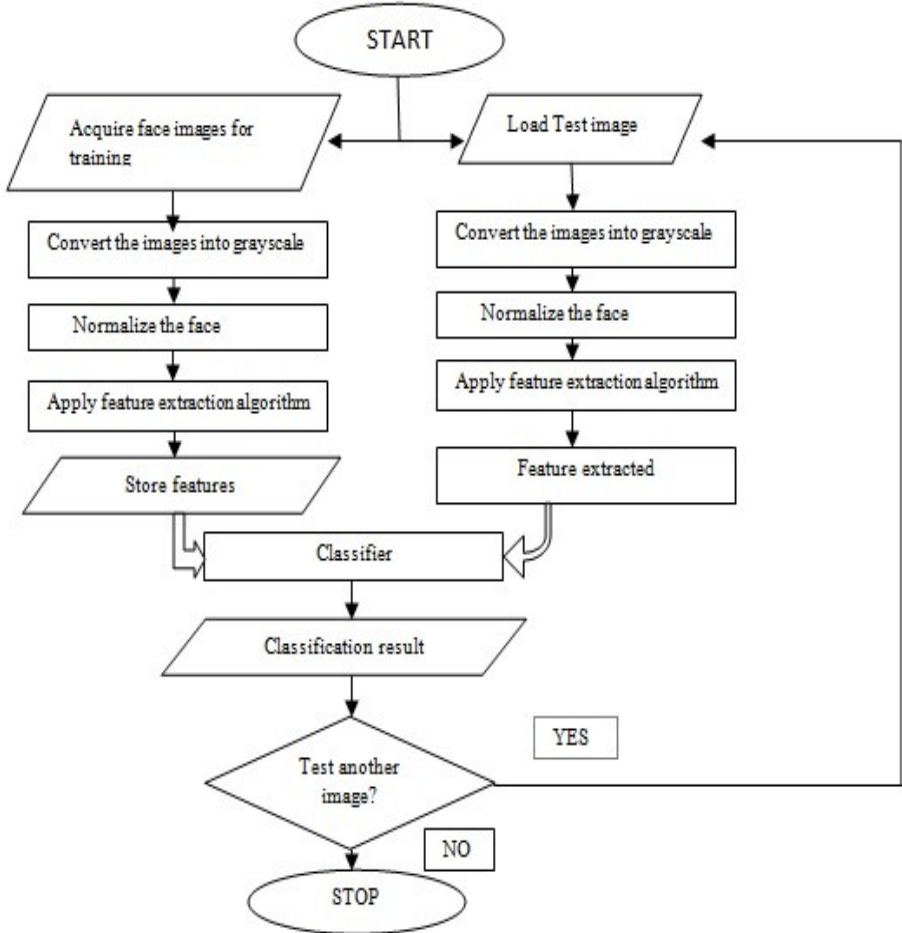 START
Acquire face images for
training
Load Test image
Convert the images into grayscale
Convert the images into grayscale
Normalize the face
Normalize the face
Apply feature extraction algorithm
Apply feature extraction algorithm
Store features
Feature extracted
Classifier
Classification result
Test another
image?
YES
NO
STOP